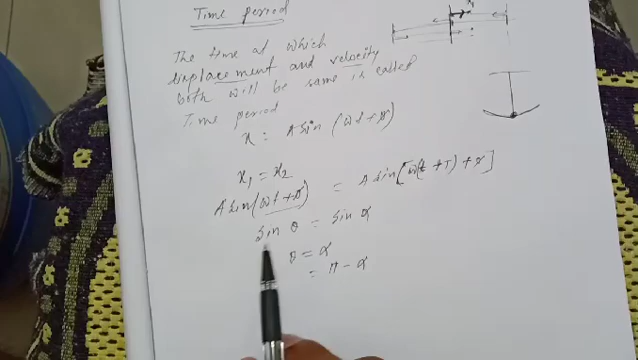 Time period
x₁
The time at which
displacement and velocity
both will be same is called
Time period
x = A sin (ωt + ø)
x₁ = x₂
A sin(ωt + ø) = A sin[ω(t + T) + ø]
sin θ = sin α
θ = α
= π - α